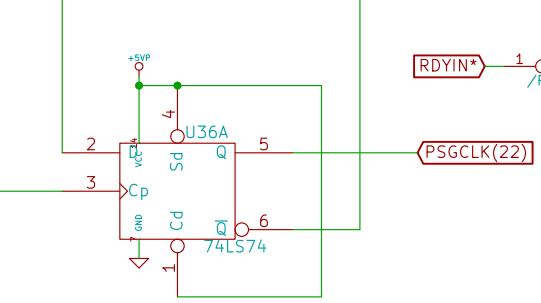 +5VP
RDYIN*
1
4
U36A
2
D
VCC
14
Sd
Q
5
PSGCLK(22)
3
Cp
GND
7
Cd
Q
6
74LS74
1